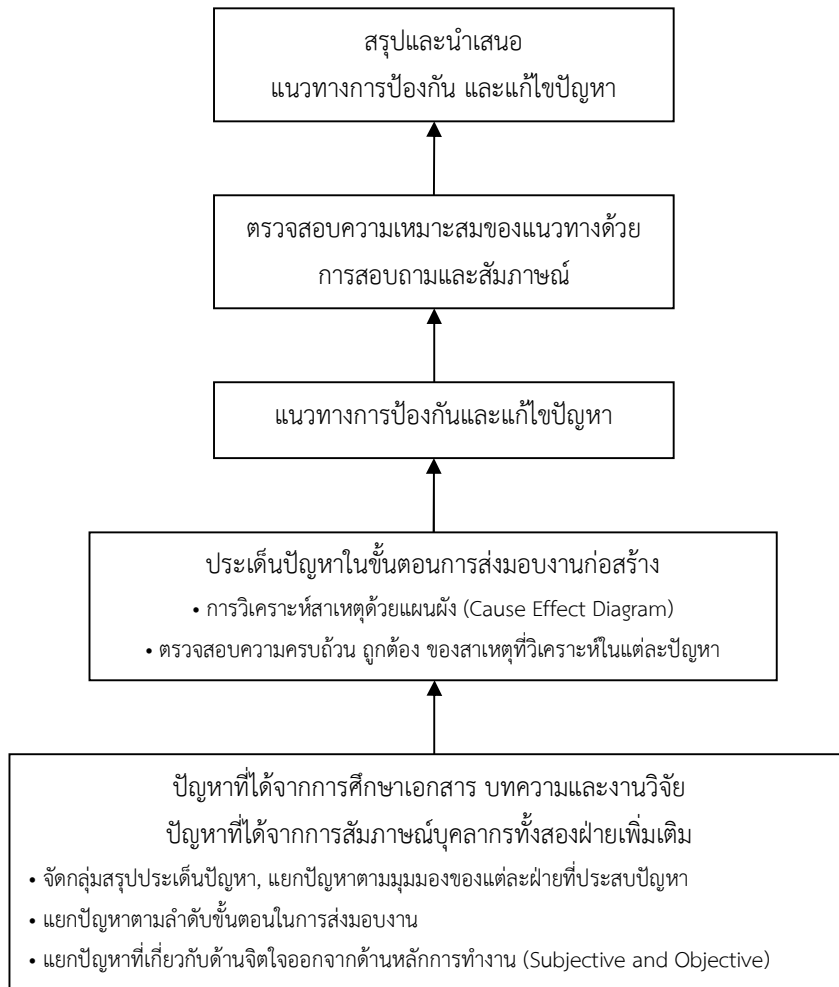 สรุปและนำเสนอ
แนวทางการป้องกัน และแก้ไขปัญหา
ตรวจสอบความเหมาะสมของแนวทางด้วย
การสอบถามและสัมภาษณ์
แนวทางการป้องกันและแก้ไขปัญหา
ประเด็นปัญหาในขั้นตอนการส่งมอบงานก่อสร้าง
• การวิเคราะห์สาเหตุด้วยแผนผัง (Cause Effect Diagram)
• ตรวจสอบความครบถ้วน ถูกต้อง ของสาเหตุที่วิเคราะห์ในแต่ละปัญหา
ปัญหาที่ได้จากการศึกษาเอกสาร บทความและงานวิจัย
ปัญหาที่ได้จากการสัมภาษณ์บุคลากรทั้งสองฝ่ายเพิ่มเติม
• จัดกลุ่มสรุปประเด็นปัญหา, แยกปัญหาตามมุมมองของแต่ละฝ่ายที่ประสบปัญหา
• แยกปัญหาตามลำดับขั้นตอนในการส่งมอบงาน
• แยกปัญหาที่เกี่ยวกับด้านจิตใจออกจากด้านหลักการทำงาน (Subjective and Objective)